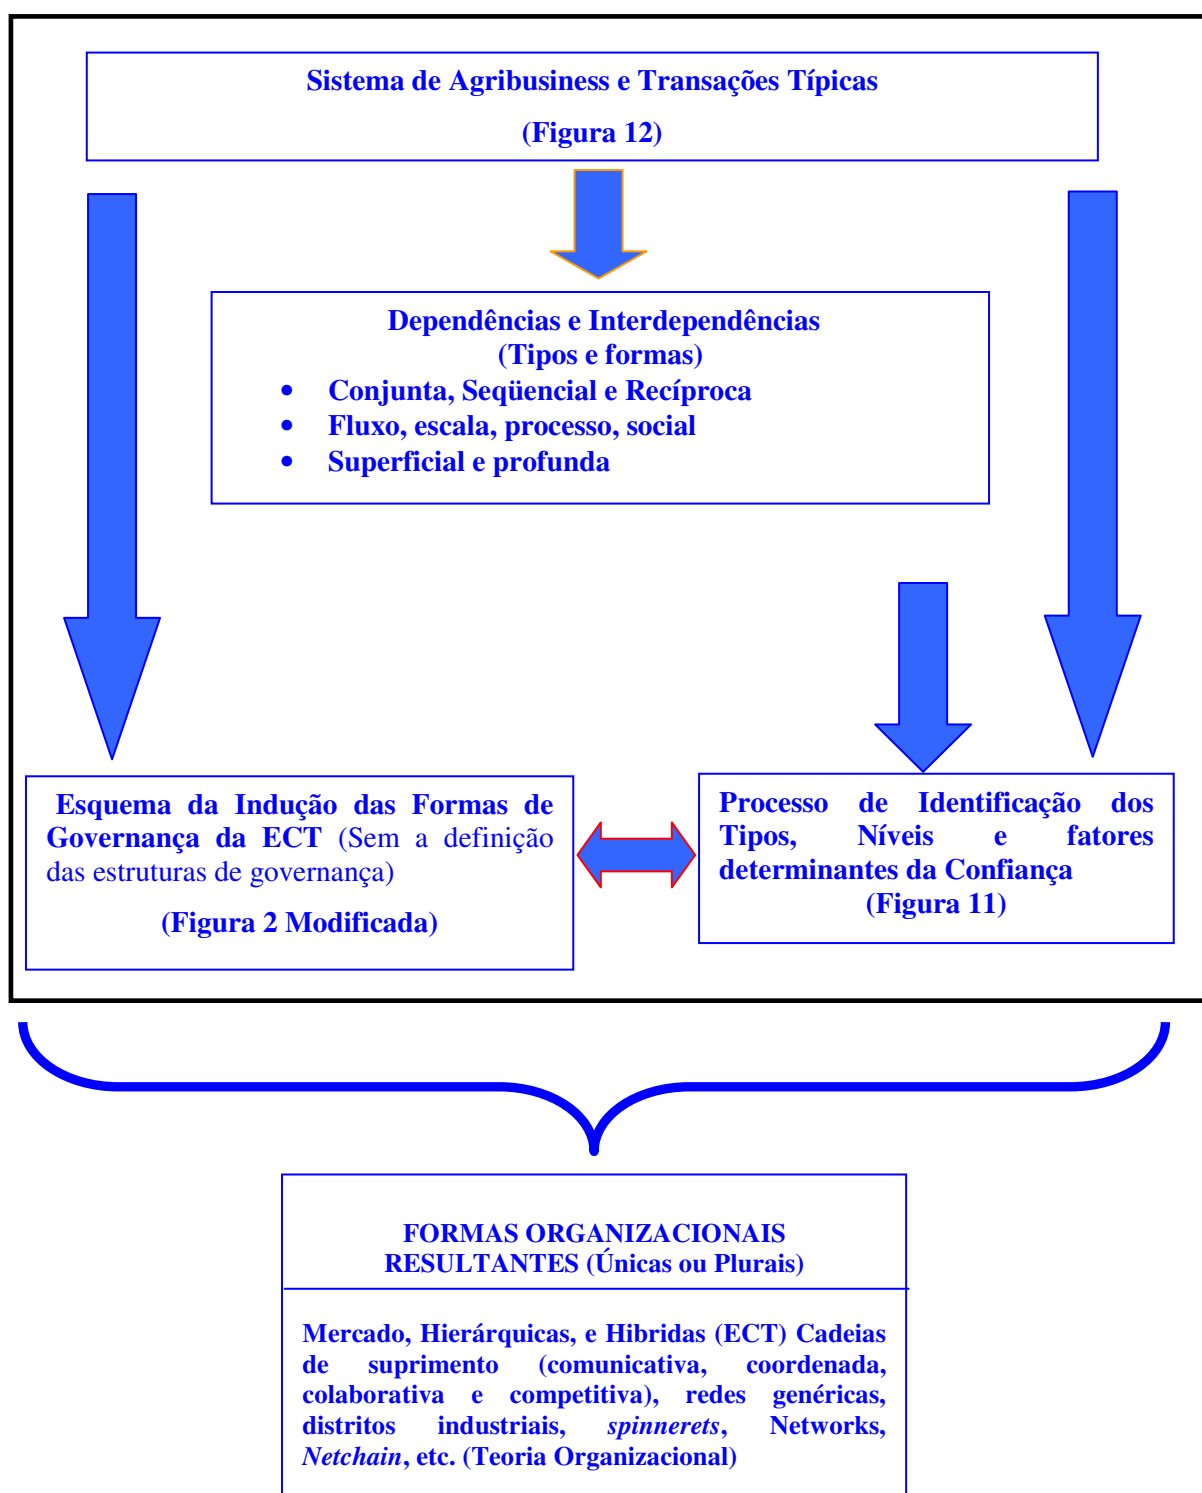 Sistema de Agribusiness e Transações Típicas
(Figura 12)
Dependências e Interdependências
(Tipos e formas)
• Conjunta, Seqüencial e Recíproca
• Fluxo, escala, processo, social
• Superficial e profunda
Esquema da Indução das Formas de
Governança da ECT (Sem a definição
das estruturas de governança)
(Figura 2 Modificada)
Processo de Identificação dos
Tipos, Níveis e fatores
determinantes da Confiança
(Figura 11)
FORMAS ORGANIZACIONAIS
RESULTANTES (Únicas ou Plurais)
Mercado, Hierárquicas, e Hibridas (ECT) Cadeias
de suprimento (comunicativa, coordenada,
colaborativa e competitiva), redes genéricas,
distritos industriais, spinnerets, Networks,
Netchain, etc. (Teoria Organizacional)